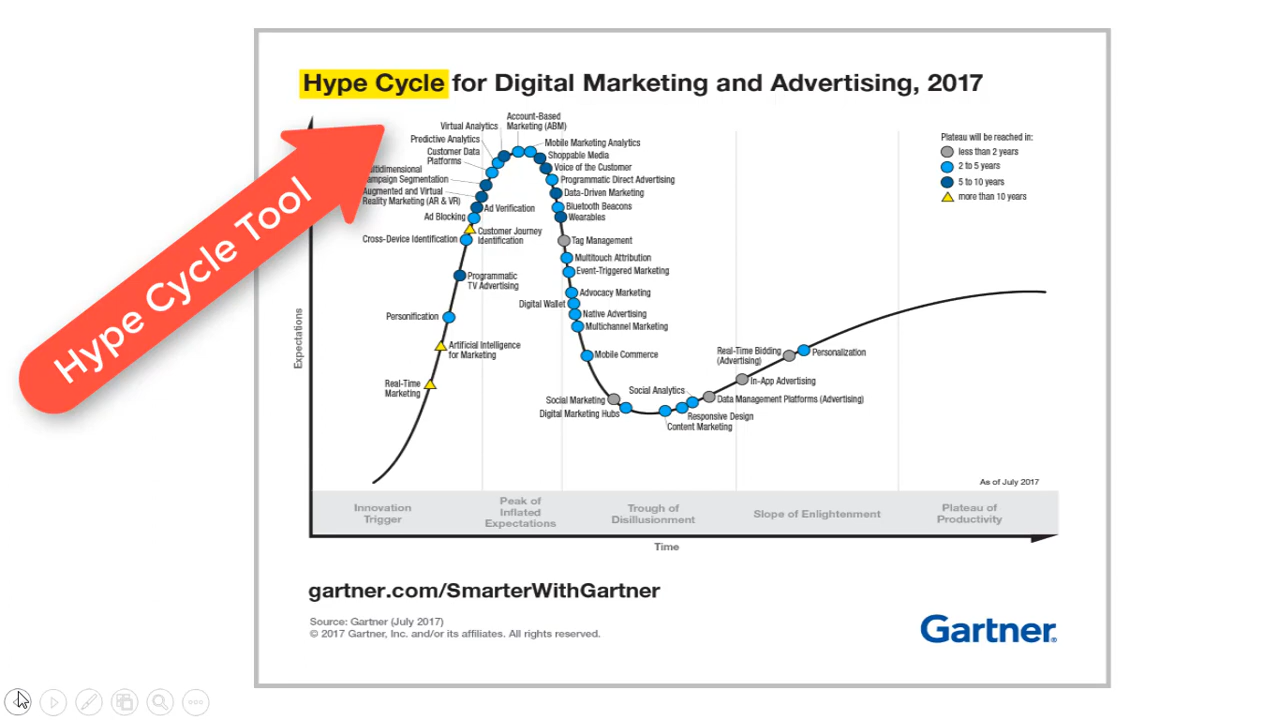 Hype Cycle for Digital Marketing and Advertising, 2017
Hype Cycle Tool
Account-Based
Marketing (ABM)
Virtual Analytics
Predictive Analytics
Customer Data
Platforms
Campaign Segmentation
Augmented and Virtual
Reality Marketing (AR & VR)
Ad Verification
Ad Blocking
Customer Journey
Identification
Cross-Device Identification
Programmatic
TV Advertising
Personification
Artificial Intelligence
for Marketing
Real-Time
Marketing
Mobile Marketing Analytics
Shoppable Media
Voice of the Customer
Programmatic Direct Advertising
Data-Driven Marketing
Bluetooth Beacons
Wearables
Tag Management
Multitouch Attribution
Event-Triggered Marketing
Advocacy Marketing
Digital Wallet
Native Advertising
Multichannel Marketing
Mobile Commerce
Social Marketing
Digital Marketing Hubs
Content Marketing
Responsive Design
Social Analytics
Data Management Platforms (Advertising)
In-App Advertising
Real-Time Bidding
(Advertising)
Personalization
Plateau will be reached in:
less than 2 years
2 to 5 years
5 to 10 years
more than 10 years
Expectations
As of July 2017
Innovation
Trigger
Peak of
Inflated
Expectations
Trough of
Disillusionment
Slope of Enlightenment
Plateau of
Productivity
Time
gartner.com/SmarterWithGartner
Source: Gartner (July 2017)
© 2017 Gartner, Inc. and/or its affiliates. All rights reserved.
Gartner®